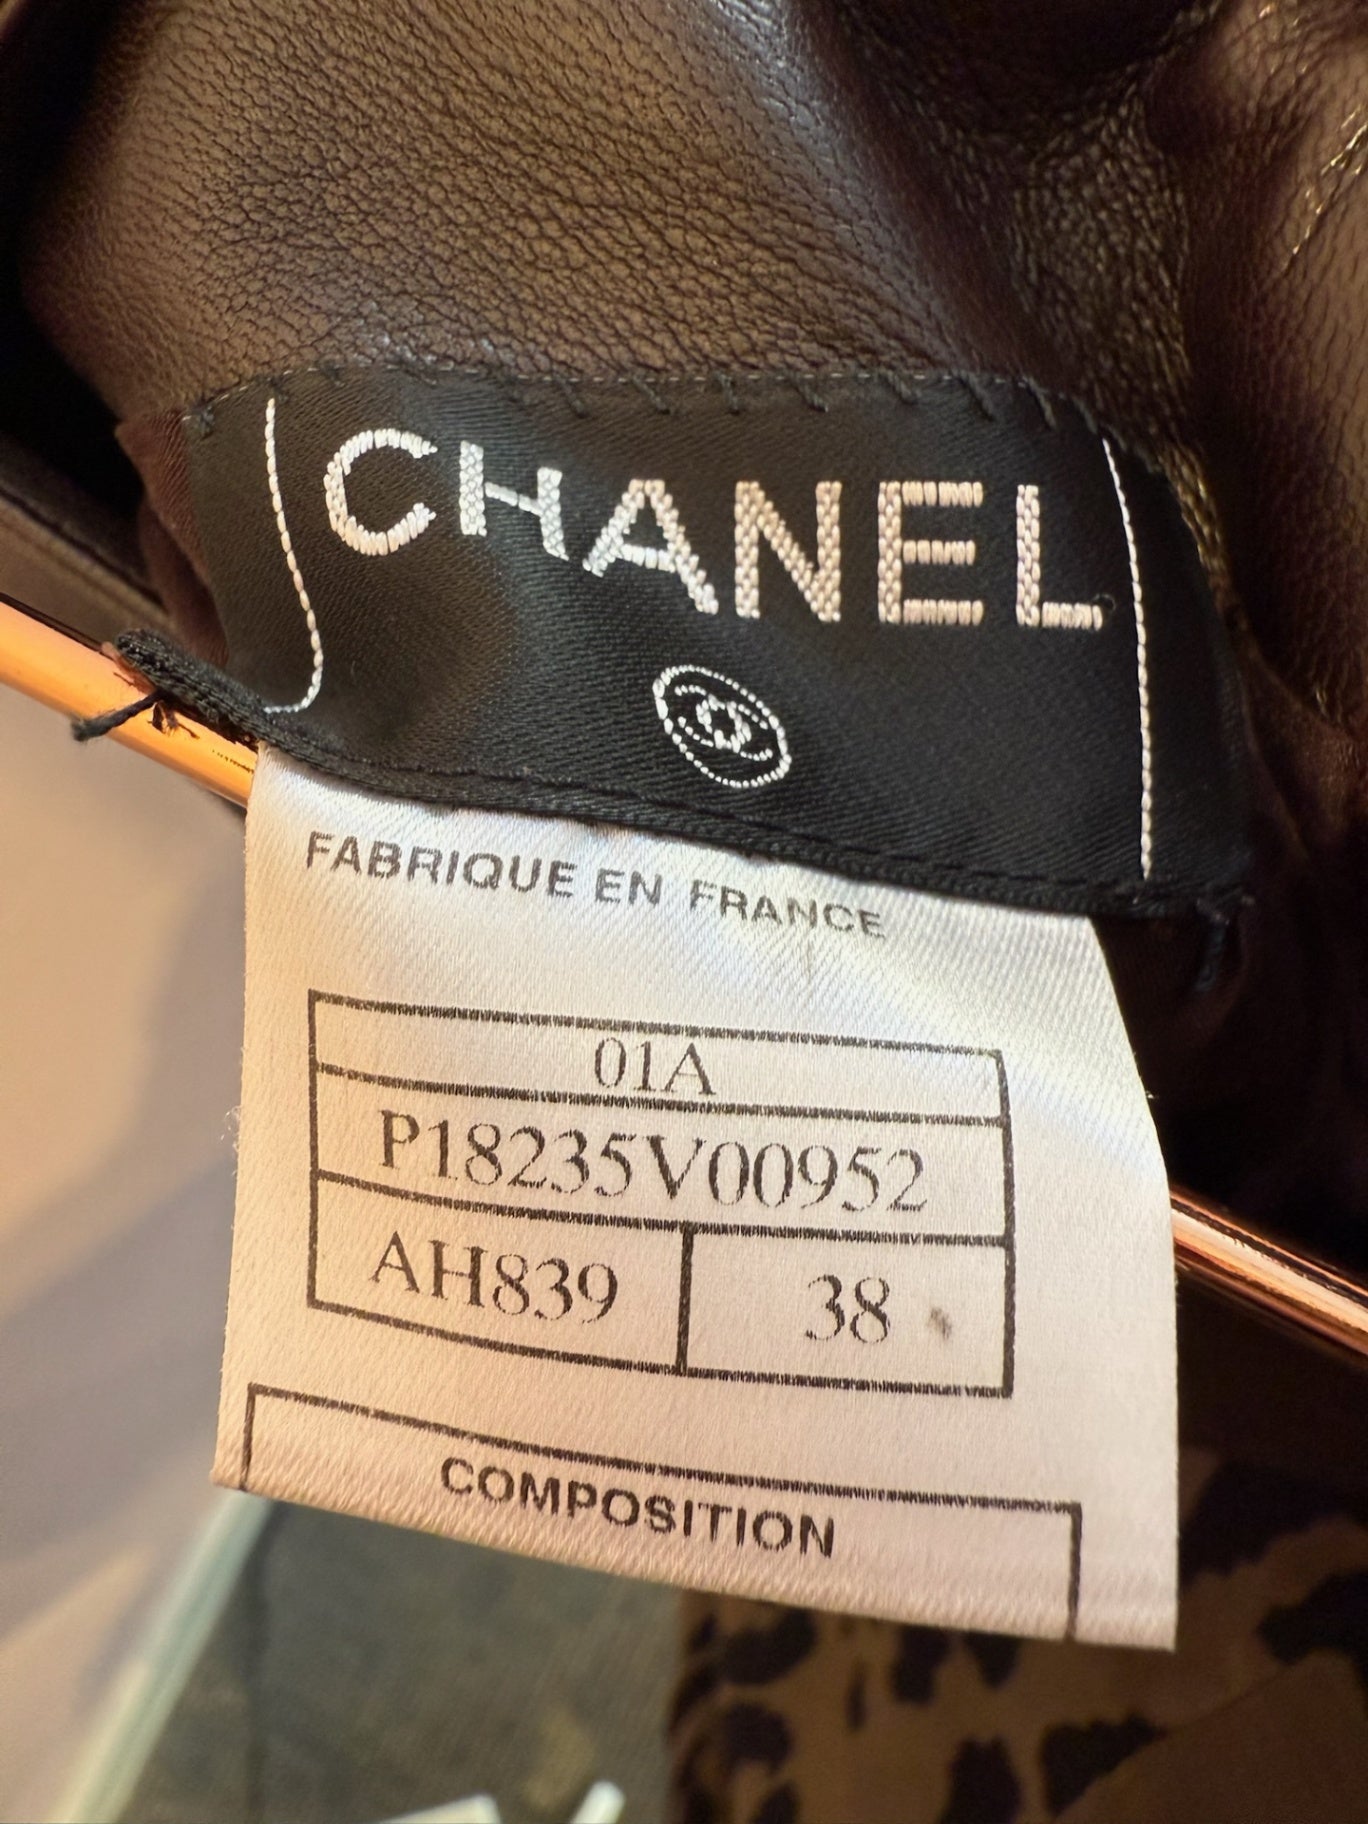 CHANEL
FABRIQUE EN FRANCE
01A
P18235V00952
AH839 38
COMPOSITION